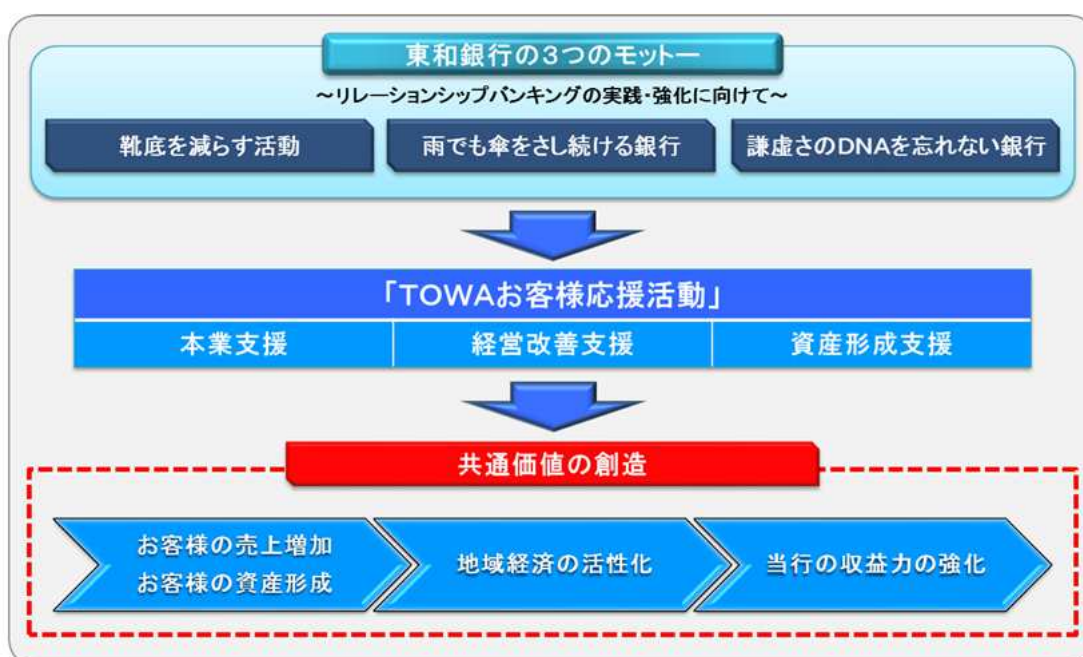 東和銀行の3つのモットー
～リレーションシップバンキングの実践・強化に向けて～
靴底を減らす活動
雨でも傘をさし続ける銀行
謙虚さのDNAを忘れない銀行
「TOWAお客様応援活動」
本業支援
経営改善支援
資産形成支援
共通価値の創造
お客様の売上増加
お客様の資産形成
地域経済の活性化
当行の収益力の強化